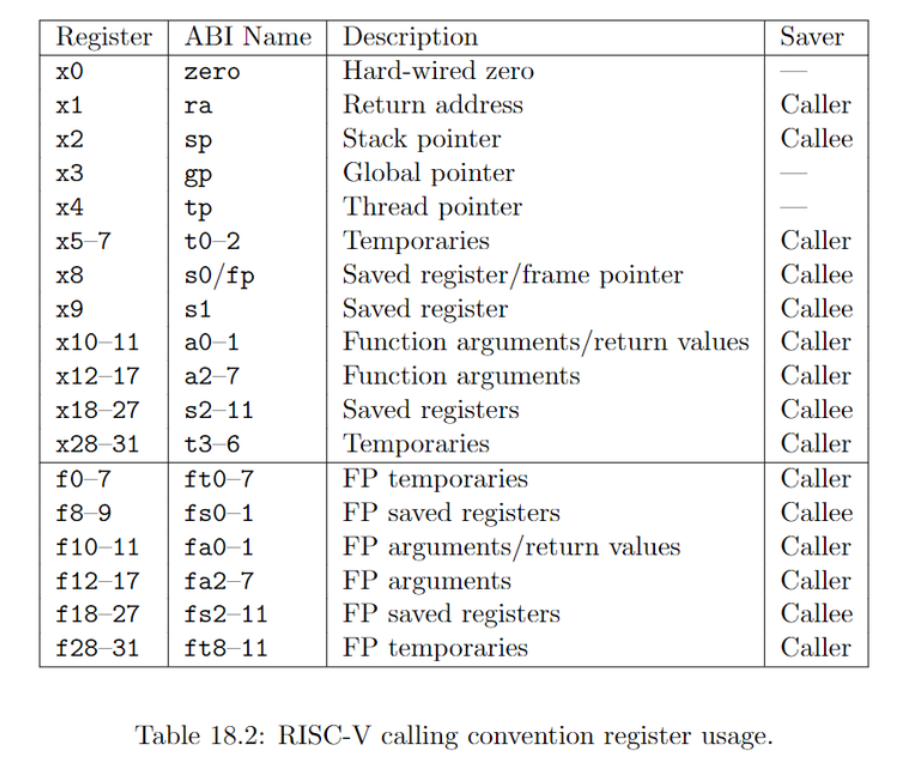 Register ABI Name Description Saver
x0 zero Hard-wired zero —
x1 ra Return address Caller
x2 sp Stack pointer Callee
x3 gp Global pointer —
x4 tp Thread pointer —
x5–7 t0–2 Temporaries Caller
x8 s0/fp Saved register/frame pointer Callee
x9 s1 Saved register Callee
x10–11 a0–1 Function arguments/return values Caller
x12–17 a2–7 Function arguments Caller
x18–27 s2–11 Saved registers Callee
x28–31 t3–6 Temporaries Caller
f0–7 ft0–7 FP temporaries Caller
f8–9 fs0–1 FP saved registers Callee
f10–11 fa0–1 FP arguments/return values Caller
f12–17 fa2–7 FP arguments Caller
f18–27 fs2–11 FP saved registers Callee
f28–31 ft8–11 FP temporaries Caller
Table 18.2: RISC-V calling convention register usage.